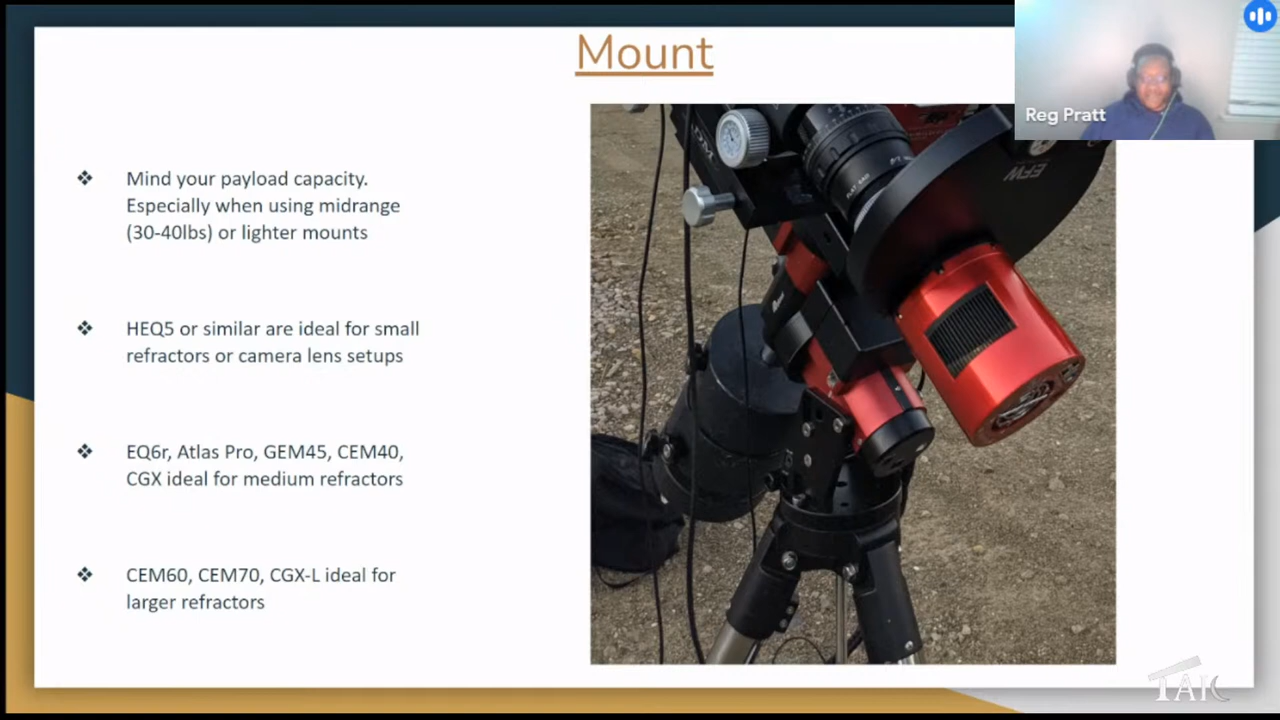 Mount
Reg Pratt
Mind your payload capacity.
Especially when using midrange
(30-40lbs) or lighter mounts
HEQ5 or similar are ideal for small
refractors or camera lens setups
EQ6r, Atlas Pro, GEM45, CEM40,
CGX ideal for medium refractors
CEM60, CEM70, CGX-L ideal for
larger refractors
DM
EFW
TAIC